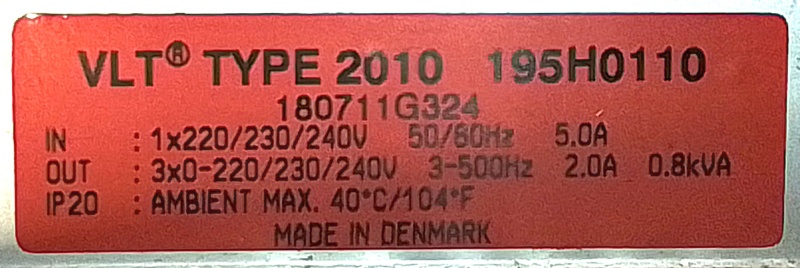 VLT® TYPE 2010 195H0110
180711G324
IN : 1x220/230/240V 50/60Hz 5.0A
OUT : 3x0-220/230/240V 3-500Hz 2.0A 0.8kVA
IP20 : AMBIENT MAX. 40°C/104°F
MADE IN DENMARK